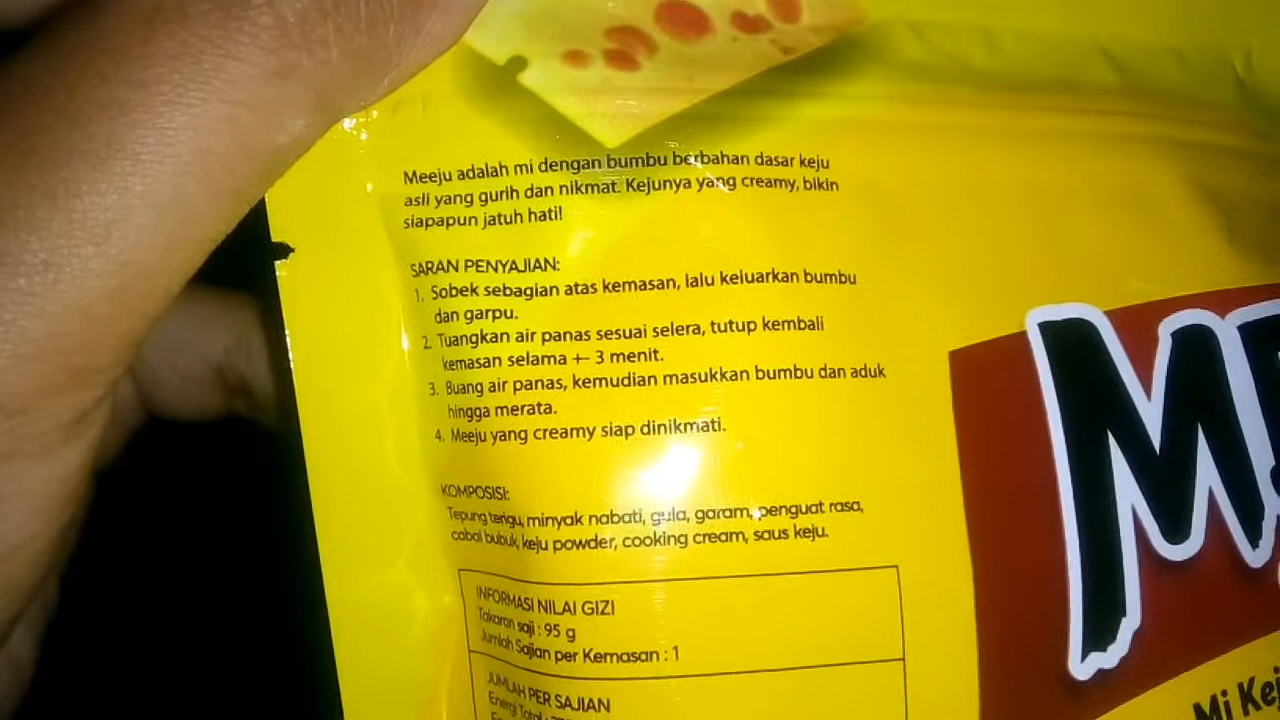 Meeju adalah mi dengan bumbu berbahan dasar keju
asli yang gurih dan nikmat. Kejunya yang creamy, bikin
siapapun jatuh hati!
SARAN PENYAJIAN:
1. Sobek sebagian atas kemasan, lalu keluarkan bumbu
dan garpu.
2. Tuangkan air panas sesuai selera, tutup kembali
kemasan selama +- 3 menit.
3. Buang air panas, kemudian masukkan bumbu dan aduk
hingga merata.
4. Meeju yang creamy siap dinikmati.
KOMPOSISI:
Tepung terigu, minyak nabati, gula, garam, penguat rasa,
cabai bubuk, keju powder, cooking cream, saus keju.
INFORMASI NILAI GIZI
Takaran saji : 95 g
Jumlah Sajian per Kemasan : 1
JUMLAH PER SAJIAN
Energi Total :
Mi